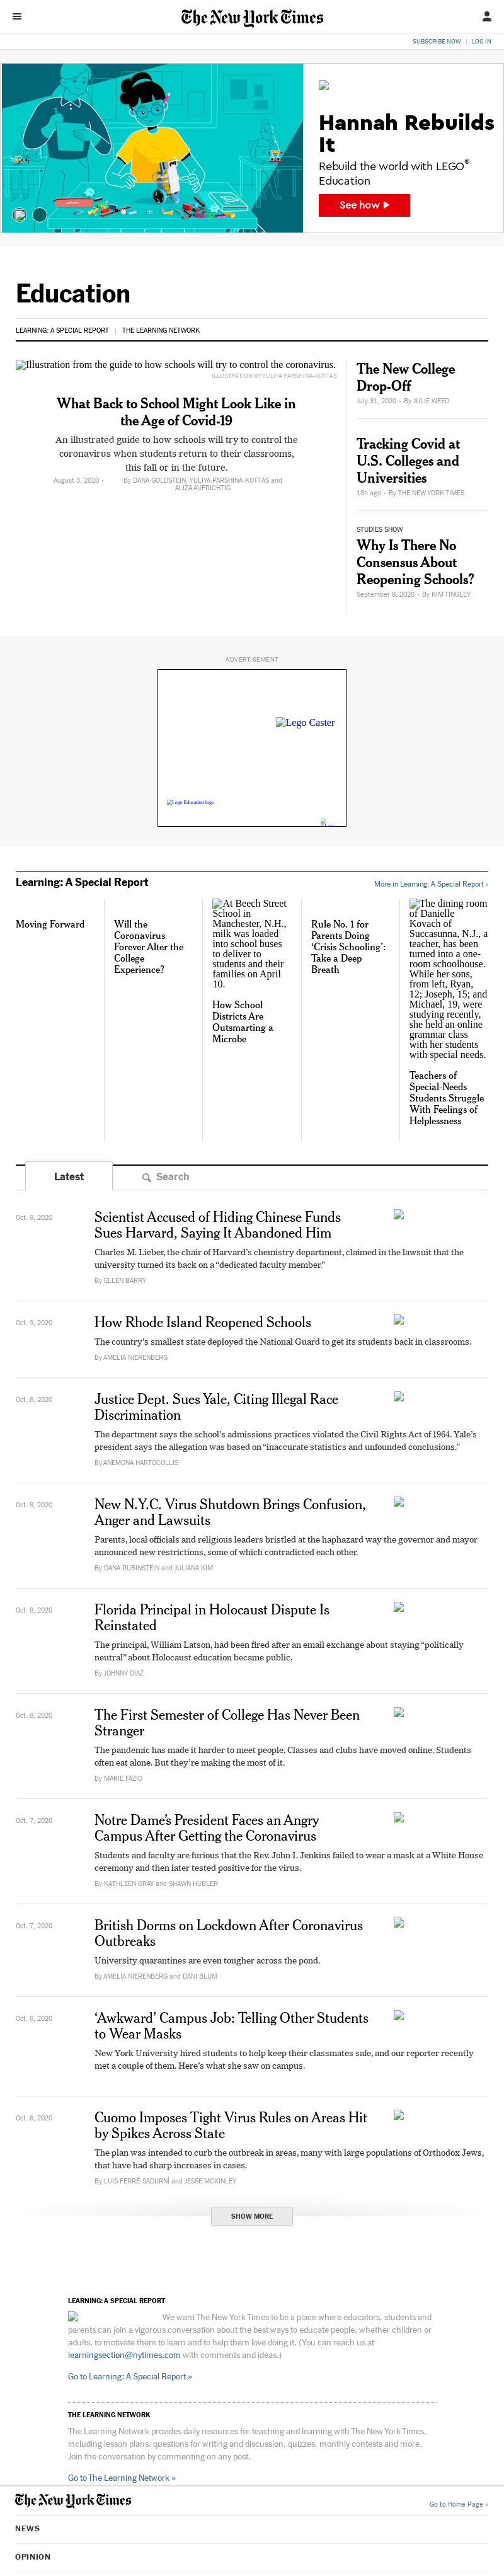 The New York Times
SUBSCRIBE NOW | LOG IN
Hannah Rebuilds
It
Rebuild the world with LEGO®
Education
See how
Education
LEARNING: A SPECIAL REPORT | THE LEARNING NETWORK
Illustration from the guide to how schools will try to control the coronavirus.
ILLUSTRATION BY YULIYA PARSHINA-KOTTAS
What Back to School Might Look Like in
the Age of Covid-19
An illustrated guide to how schools will try to control the
coronavirus when students return to their classrooms,
this fall or in the future.
August 3, 2020 • By DANA GOLDSTEIN, YULIYA PARSHINA-KOTTAS and
ALIZA AUFRICHTIG
The New College
Drop-Off
July 31, 2020 • By JULIE WEED
Tracking Covid at
U.S. Colleges and
Universities
18h ago • By THE NEW YORK TIMES
STUDIES SHOW
Why Is There No
Consensus About
Reopening Schools?
September 8, 2020 • By KIM TINGLEY
ADVERTISEMENT
Lego Caster
Lego Education logo
Learning: A Special Report
More in Learning: A Special Report ›
Moving Forward
Will the
Coronavirus
Forever Alter the
College
Experience?
At Beech Street
School in
Manchester, N.H.,
milk was loaded
into school buses
to deliver to
students and their
families on April
10.
How School
Districts Are
Outsmarting a
Microbe
Rule No. 1 for
Parents Doing
‘Crisis Schooling’:
Take a Deep
Breath
The dining room
of Danielle
Kovach of
Succasunna, N.J., a
teacher, has been
turned into a one-
room schoolhouse.
While her sons,
from left, Ryan,
12; Joseph, 15; and
Michael, 19, were
studying recently,
she held an online
grammar class
with her students
with special needs.
Teachers of
Special-Needs
Students Struggle
With Feelings of
Helplessness
Latest
Search
Oct. 9, 2020
Scientist Accused of Hiding Chinese Funds
Sues Harvard, Saying It Abandoned Him
Charles M. Lieber, the chair of Harvard’s chemistry department, claimed in the lawsuit that the
university turned its back on a “dedicated faculty member.”
By ELLEN BARRY
Oct. 9, 2020
How Rhode Island Reopened Schools
The country’s smallest state deployed the National Guard to get its students back in classrooms.
By AMELIA NIERENBERG
Oct. 8, 2020
Justice Dept. Sues Yale, Citing Illegal Race
Discrimination
The department says the school’s admissions practices violated the Civil Rights Act of 1964. Yale’s
president says the allegation was based on “inaccurate statistics and unfounded conclusions.”
By ANEMONA HARTOCOLLIS
Oct. 8, 2020
New N.Y.C. Virus Shutdown Brings Confusion,
Anger and Lawsuits
Parents, local officials and religious leaders bristled at the haphazard way the governor and mayor
announced new restrictions, some of which contradicted each other.
By DANA RUBINSTEIN and JULIANA KIM
Oct. 8, 2020
Florida Principal in Holocaust Dispute Is
Reinstated
The principal, William Latson, had been fired after an email exchange about staying “politically
neutral” about Holocaust education became public.
By JOHNNY DIAZ
Oct. 8, 2020
The First Semester of College Has Never Been
Stranger
The pandemic has made it harder to meet people. Classes and clubs have moved online. Students
often eat alone. But they’re making the most of it.
By MARIE FAZIO
Oct. 7, 2020
Notre Dame’s President Faces an Angry
Campus After Getting the Coronavirus
Students and faculty are furious that the Rev. John I. Jenkins failed to wear a mask at a White House
ceremony and then later tested positive for the virus.
By KATHLEEN GRAY and SHAWN HUBLER
Oct. 7, 2020
British Dorms on Lockdown After Coronavirus
Outbreaks
University quarantines are even tougher across the pond.
By AMELIA NIERENBERG and DANI BLUM
Oct. 6, 2020
‘Awkward’ Campus Job: Telling Other Students
to Wear Masks
New York University hired students to help keep their classmates safe, and our reporter recently
met a couple of them. Here’s what she saw on campus.
Oct. 6, 2020
Cuomo Imposes Tight Virus Rules on Areas Hit
by Spikes Across State
The plan was intended to curb the outbreak in areas, many with large populations of Orthodox Jews,
that have had sharp increases in cases.
By LUIS FERRÉ-SADURNÍ and JESSE MCKINLEY
SHOW MORE
LEARNING: A SPECIAL REPORT
We want The New York Times to be a place where educators, students and
parents can join a vigorous conversation about the best ways to educate people, whether children or
adults, to motivate them to learn and to help them love doing it. (You can reach us at
learningsection@nytimes.com with comments and ideas.)
Go to Learning: A Special Report »
THE LEARNING NETWORK
The Learning Network provides daily resources for teaching and learning with The New York Times,
including lesson plans, questions for writing and discussion, quizzes, monthly contests and more.
Join the conversation by commenting on any post.
Go to The Learning Network »
The New York Times
Go to Home Page »
NEWS
OPINION